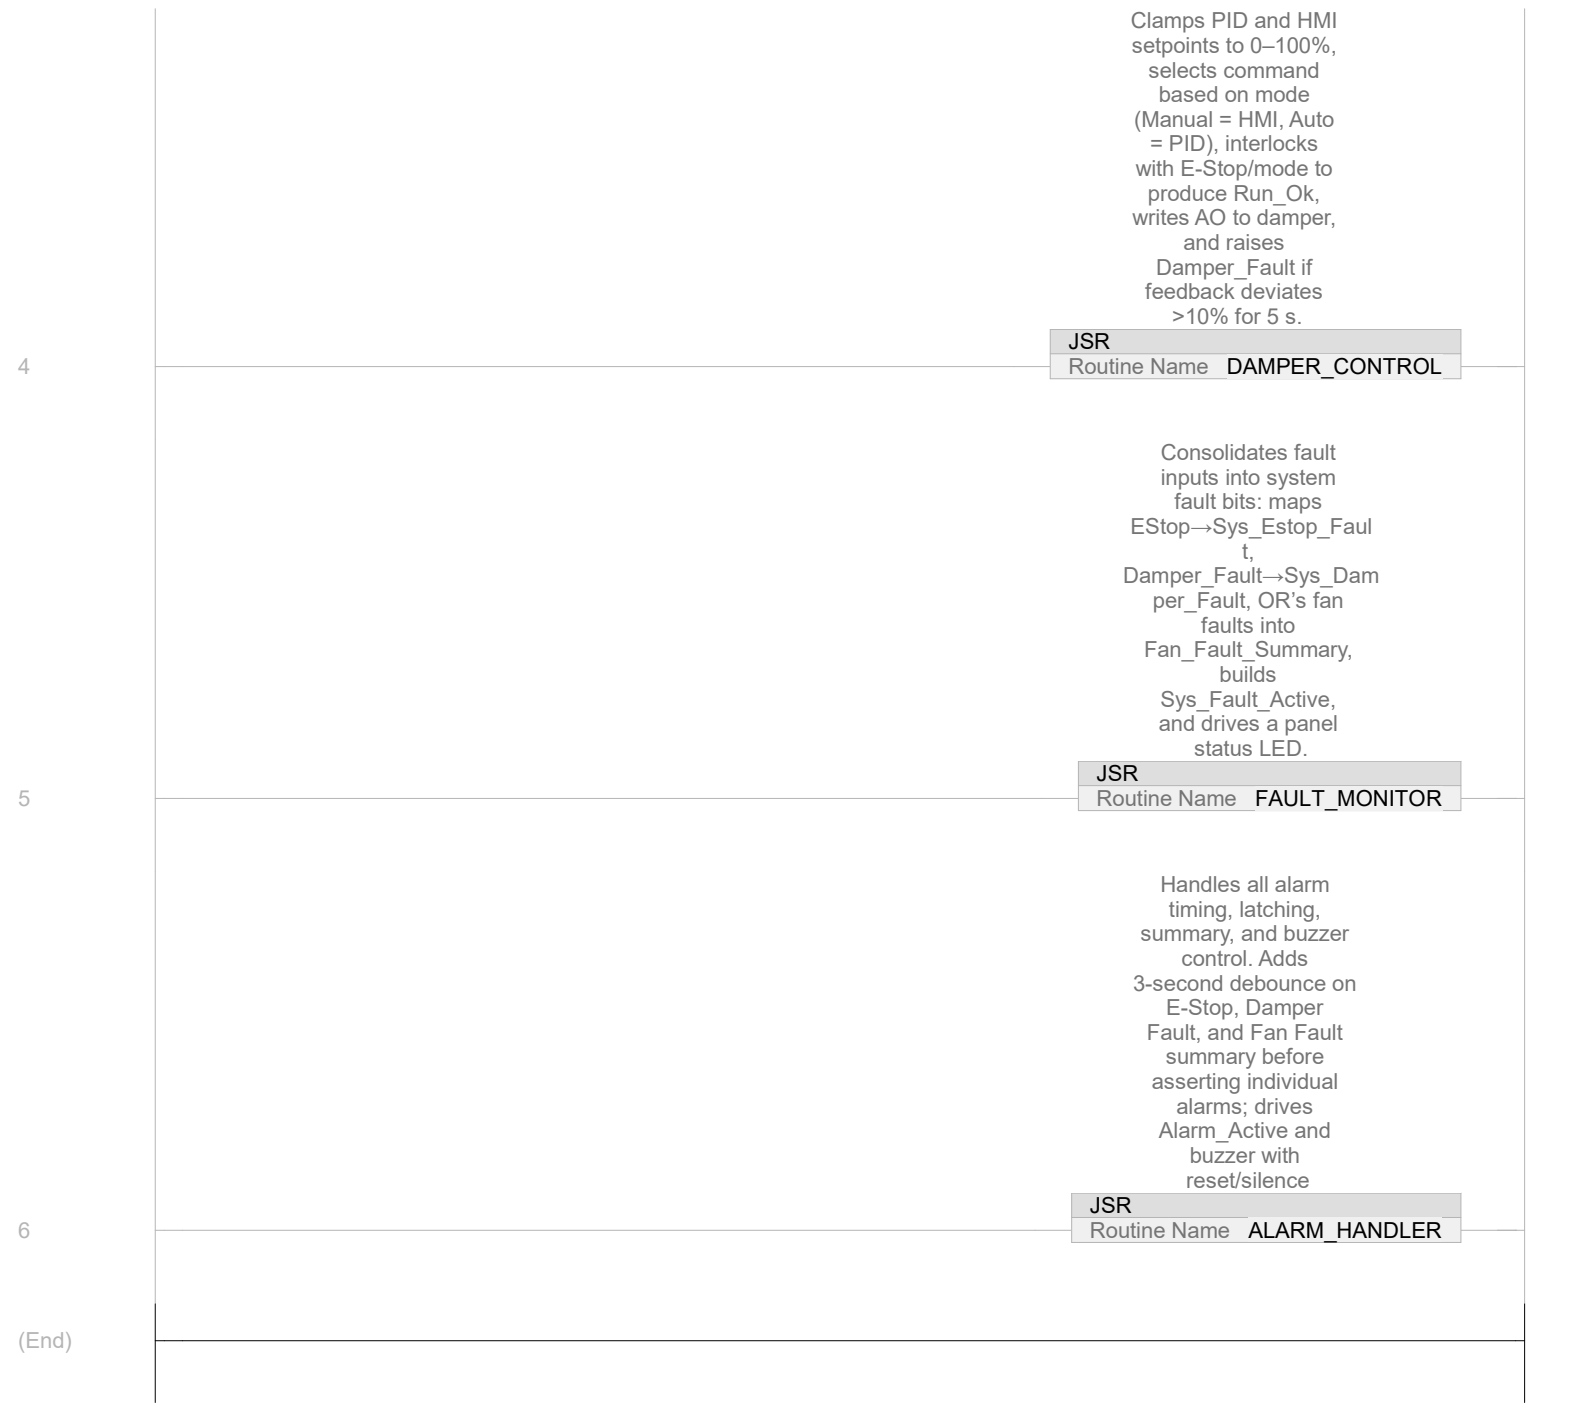 Clamps PID and HMI
setpoints to 0–100%,
selects command
based on mode
(Manual = HMI, Auto
= PID), interlocks
with E-Stop/mode to
produce Run_Ok,
writes AO to damper,
and raises
Damper_Fault if
feedback deviates
>10% for 5 s.
JSR
4
Routine Name DAMPER_CONTROL
Consolidates fault
inputs into system
fault bits: maps
EStop→Sys_Estop_Faul
t,
Damper_Fault→Sys_Dam
per_Fault, OR’s fan
faults into
Fan_Fault_Summary,
builds
Sys_Fault_Active,
and drives a panel
status LED.
JSR
5
Routine Name FAULT_MONITOR
Handles all alarm
timing, latching,
summary, and buzzer
control. Adds
3-second debounce on
E-Stop, Damper
Fault, and Fan Fault
summary before
asserting individual
alarms; drives
Alarm_Active and
buzzer with
reset/silence
JSR
6
Routine Name ALARM_HANDLER
(End)